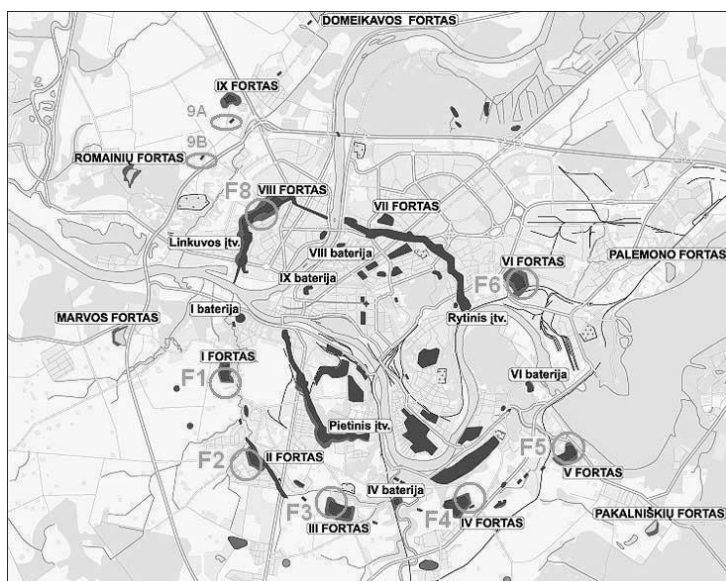 DOMEIKAVOS FORTAS
IX FORTAS
9A
9B
ROMAINIŲ FORTAS
F8
VIII FORTAS
VII FORTAS
Linkuvos įtv.
VIII baterija
VI FORTAS
PALEMONO FORTAS
F6
IX baterija
I baterija
MARVOS FORTAS
Rytinis įtv.
I FORTAS
F1
VI baterija
Pietinis įtv.
F2
II FORTAS
F5
V FORTAS
IV baterija
F3
III FORTAS
F4
IV FORTAS
PAKALNIŠKIŲ FORTAS